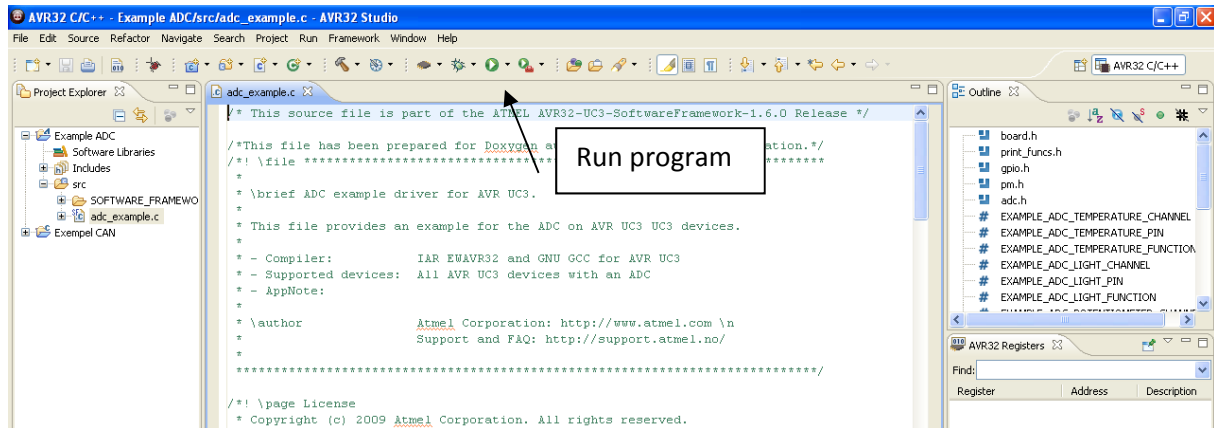 AVR32 C/C++ - Example ADC/src/adc_example.c - AVR32 Studio
File Edit Source Refactor Navigate Search Project Run Framework Window Help
AVR32 C/C++
Project Explorer
Example ADC
Software Libraries
Includes
src
SOFTWARE_FRAMEWO
adc_example.c
Exempel CAN
adc_example.c
/* This source file is part of the ATMEL AVR32-UC3-SoftwareFramework-1.6.0 Release */
/*This file has been prepared for Doxygen au ation.*/
/*! \file ****************************** ********
*
* \brief ADC example driver for AVR UC3.
*
* This file provides an example for the ADC on AVR UC3 UC3 devices.
*
* - Compiler: IAR EWAVR32 and GNU GCC for AVR UC3
* - Supported devices: All AVR UC3 devices with an ADC
* - AppNote:
*
* \author Atmel Corporation: http://www.atmel.com \n
* Support and FAQ: http://support.atmel.no/
*
******************************************************************************/
/*! \page License
* Copyright (c) 2009 Atmel Corporation. All rights reserved.
Run program
Outline
board.h
print_funcs.h
gpio.h
pm.h
adc.h
EXAMPLE_ADC_TEMPERATURE_CHANNEL
EXAMPLE_ADC_TEMPERATURE_PIN
EXAMPLE_ADC_TEMPERATURE_FUNCTION
EXAMPLE_ADC_LIGHT_CHANNEL
EXAMPLE_ADC_LIGHT_PIN
EXAMPLE_ADC_LIGHT_FUNCTION
AVR32 Registers
Find:
Register Address Description